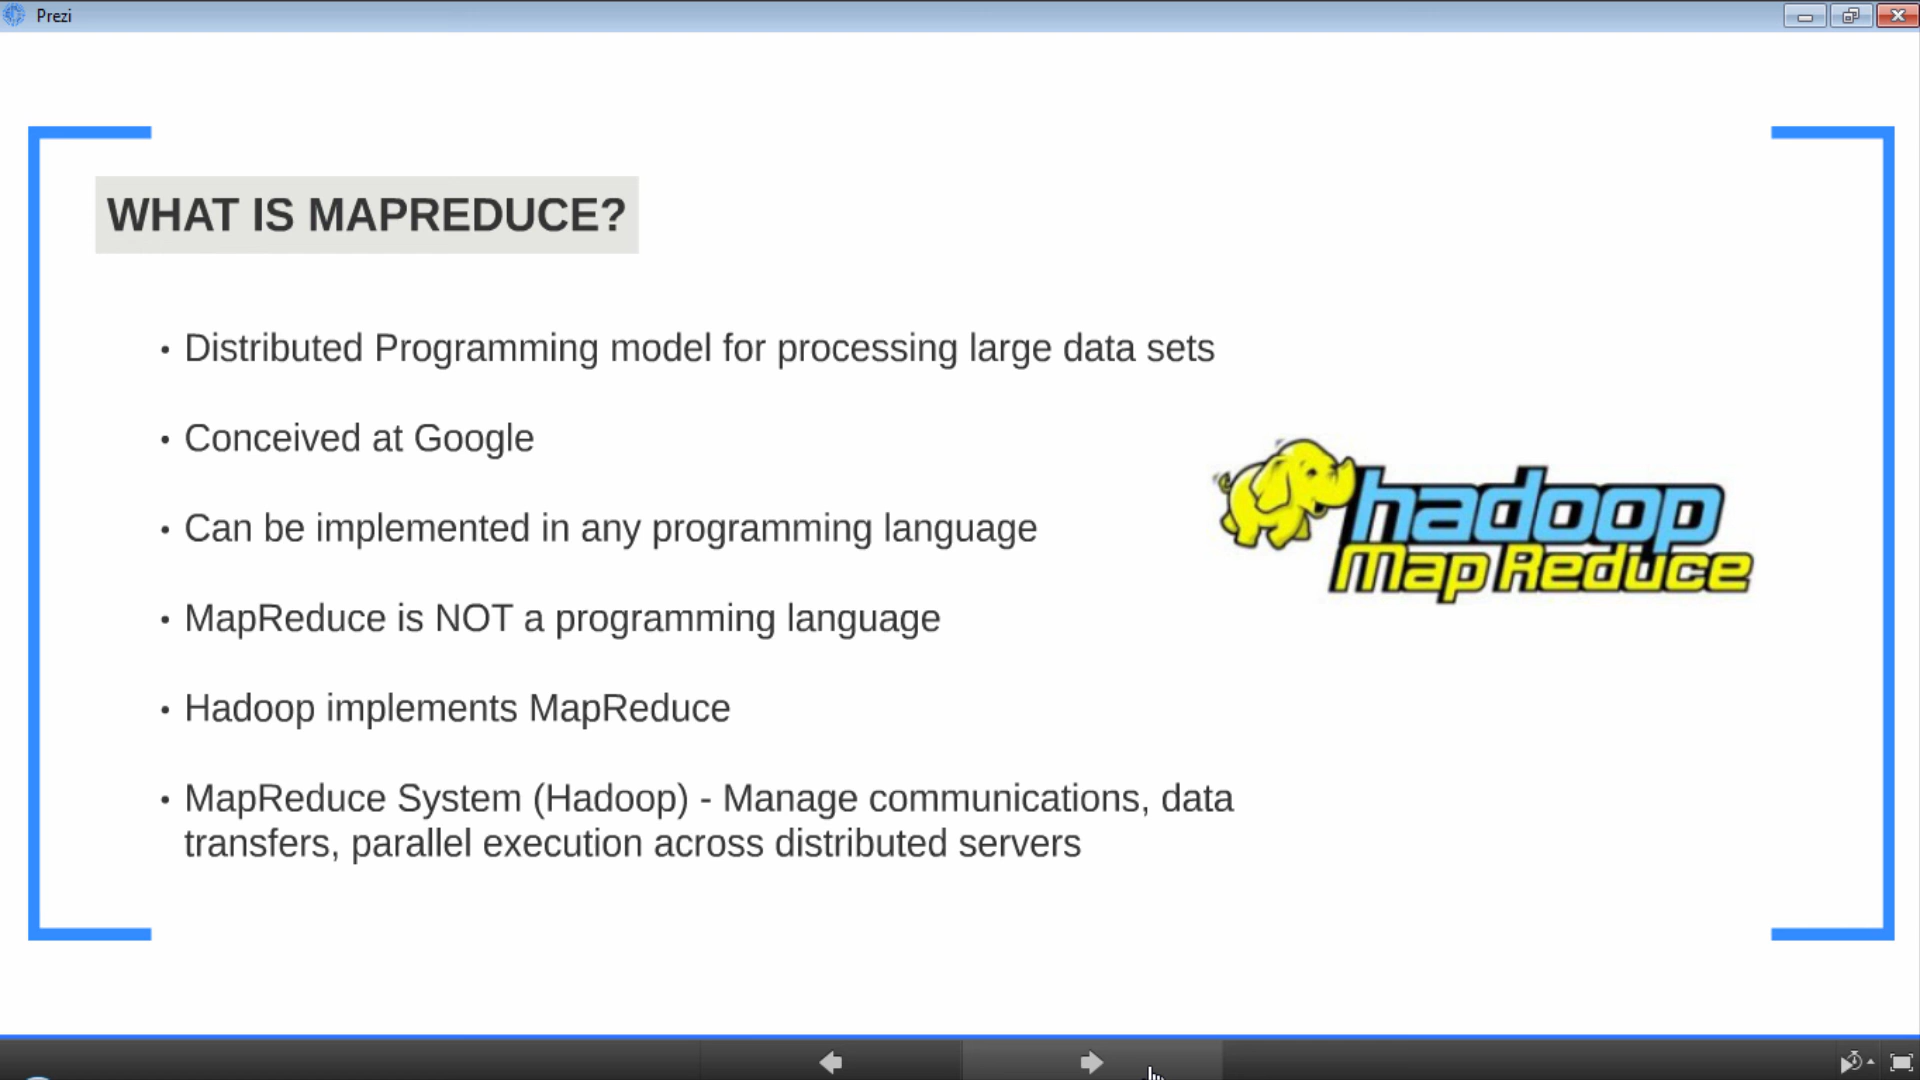 Prezi
WHAT IS MAPREDUCE?
• Distributed Programming model for processing large data sets
• Conceived at Google
• Can be implemented in any programming language
• MapReduce is NOT a programming language
• Hadoop implements MapReduce
• MapReduce System (Hadoop) - Manage communications, data
transfers, parallel execution across distributed servers
hadoop
Map Reduce